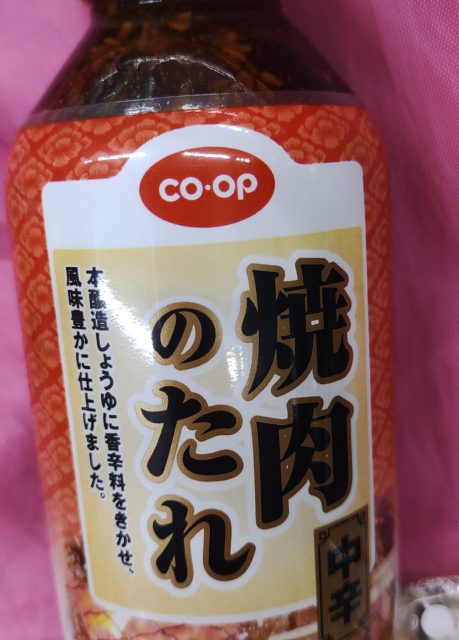 CO·OP
焼肉
のたれ
中辛
本醸造しょうゆに香辛料をきかせ、
風味豊かに仕上げました。